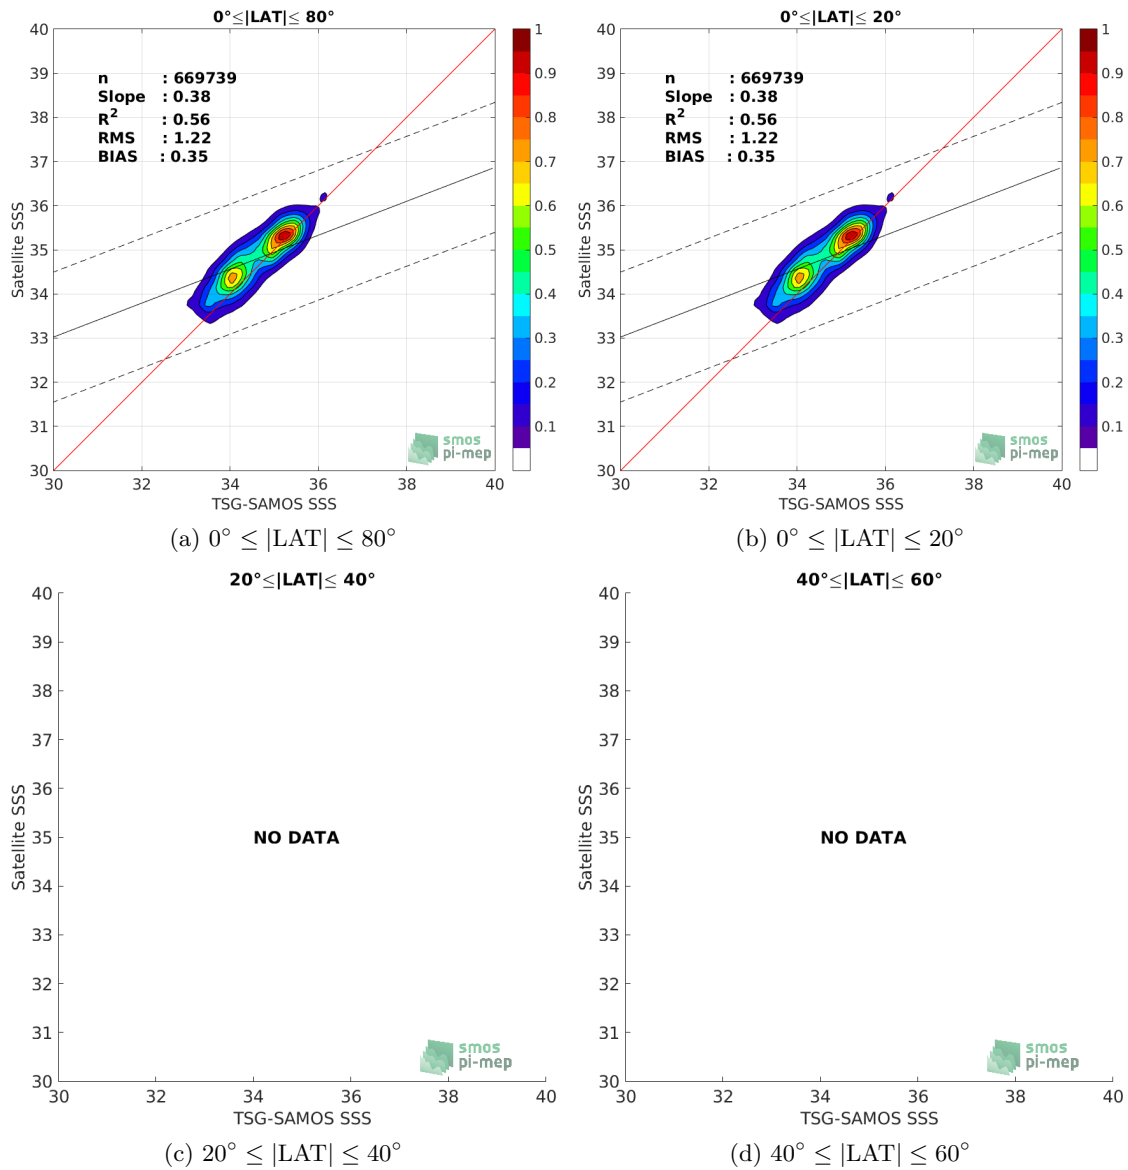 0°≤|LAT|≤ 80°
40
39
38
37
36
35
34
33
32
31
30
Satellite SSS
n : 669739
Slope : 0.38
R² : 0.56
RMS : 1.22
BIAS : 0.35
1
0.9
0.8
0.7
0.6
0.5
0.4
0.3
0.2
0.1
smos
pi-mep
30 32 34 36 38 40
TSG-SAMOS SSS
(a) 0° ≤ |LAT| ≤ 80°
0°≤|LAT|≤ 20°
40
39
38
37
36
35
34
33
32
31
30
Satellite SSS
n : 669739
Slope : 0.38
R² : 0.56
RMS : 1.22
BIAS : 0.35
1
0.9
0.8
0.7
0.6
0.5
0.4
0.3
0.2
0.1
smos
pi-mep
30 32 34 36 38 40
TSG-SAMOS SSS
(b) 0° ≤ |LAT| ≤ 20°
20°≤|LAT|≤ 40°
40
39
38
37
36
35
34
33
32
31
30
Satellite SSS
NO DATA
smos
pi-mep
30 32 34 36 38 40
TSG-SAMOS SSS
(c) 20° ≤ |LAT| ≤ 40°
40°≤|LAT|≤ 60°
40
39
38
37
36
35
34
33
32
31
30
Satellite SSS
NO DATA
smos
pi-mep
30 32 34 36 38 40
TSG-SAMOS SSS
(d) 40° ≤ |LAT| ≤ 60°